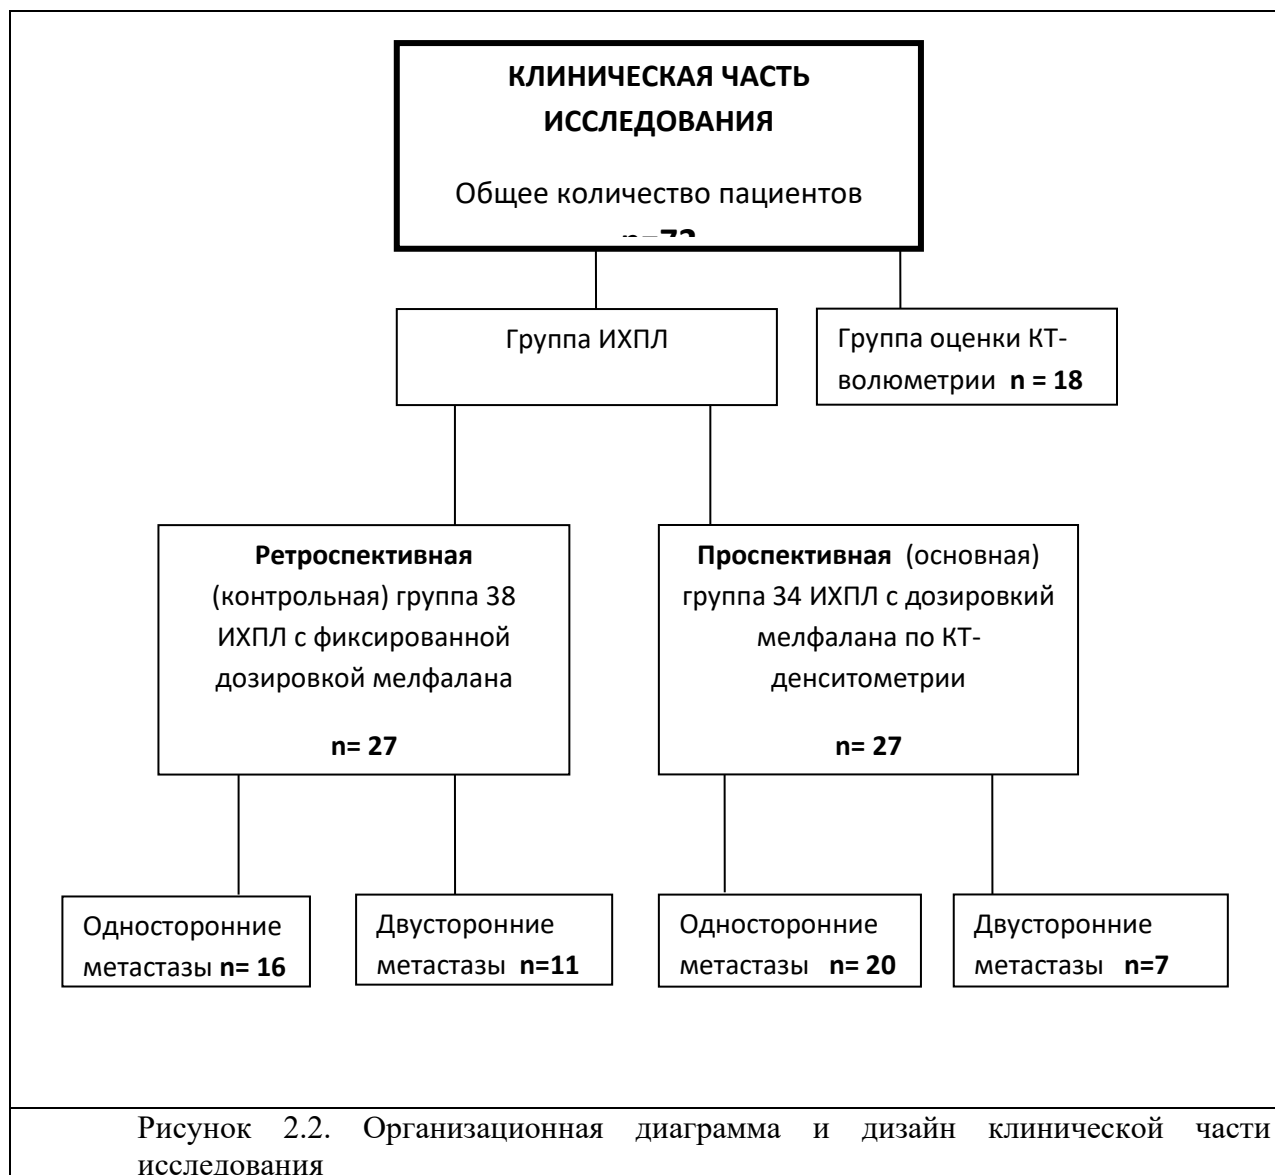 КЛИНИЧЕСКАЯ ЧАСТЬ
ИССЛЕДОВАНИЯ
Общее количество пациентов
n=72
Группа ИХПЛ
Группа оценки КТ-
волюметрии n = 18
Ретроспективная
(контрольная) группа 38
ИХПЛ с фиксированной
дозировкой мелфалана
n= 27
Проспективная (основная)
группа 34 ИХПЛ с дозировкий
мелфалана по КТ-
денситометрии
n= 27
Односторонние
метастазы n= 16
Двусторонние
метастазы n=11
Односторонние
метастазы n= 20
Двусторонние
метастазы n=7
Рисунок 2.2. Организационная диаграмма и дизайн клинической части
исследования